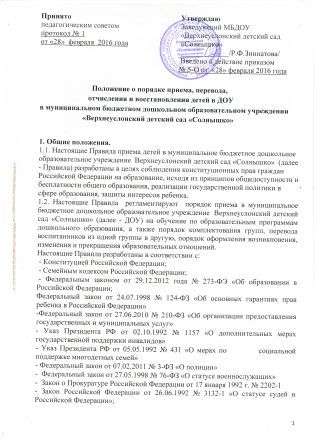 Принято
педагогическим советом
протокол № 1
от «28» февраля 2016 года
Утверждаю
Заведующий МБДОУ
«Верхнеуслонский детский сад
«Солнышко»
/Р.Ф.Зиннатова/
Введено в действие приказом
№ 5-О от «28» февраля 2016 года
Положение о порядке приема, перевода,
отчисления и восстановления детей в ДОУ
в муниципальном бюджетном дошкольном образовательном учреждении
«Верхнеуслонский детский сад «Солнышко»
1. Общие положения.
1.1. Настоящие Правила приема детей в муниципальное бюджетное дошкольное
образовательное учреждение Верхнеуслонский детский сад «Солнышко» (далее
- Правила) разработаны в целях соблюдения конституционных прав граждан
Российской Федерации на образование, исходя из принципов общедоступности и
бесплатности общего образования, реализации государственной политики в
сфере образования, защиты интересов ребенка.
1.2. Настоящие Правила регламентируют порядок приема в муниципальное
бюджетное дошкольное образовательное учреждение Верхнеуслонский детский
сад «Солнышко» (далее - ДОУ) на обучение по образовательным программам
дошкольного образования, а также порядок комплектования групп, перевода
воспитанников из одной группы в другую, порядок оформления возникновения,
изменения и прекращения образовательных отношений.
Настоящие Правила разработаны в соответствии с:
- Конституцией Российской Федерации;
- Семейным кодексом Российской Федерации;
- Федеральным законом от 29.12.2012 года № 273-ФЗ «Об образовании в
Российской Федерации;
Федеральный закон от 24.07.1998 № 124-ФЗ «Об основных гарантиях прав
ребенка в Российской Федерации»
-Федеральный закон от 27.06.2010 № 210-ФЗ «Об организации предоставления
государственных и муниципальных услуг»
- Указ Президента РФ от 02.10.1992 № 1157 «О дополнительных мерах
государственной поддержки инвалидов»
- Указ Президента РФ от 05.05.1992 № 431 «О мерах по социальной
поддержке многодетных семей»
- Федеральный закон от 07.02.2011 № 3-ФЗ «О полиции»
- Федеральный закон от 27.05.1998 № 76-ФЗ «О статусе военнослужащих»
- Закон о Прокуратуре Российской Федерации от 17 января 1992 г. № 2202-1
- Закон Российской Федерации от 26.06.1992 № 3132-1 «О статусе судей в
Российской Федерации»;
1